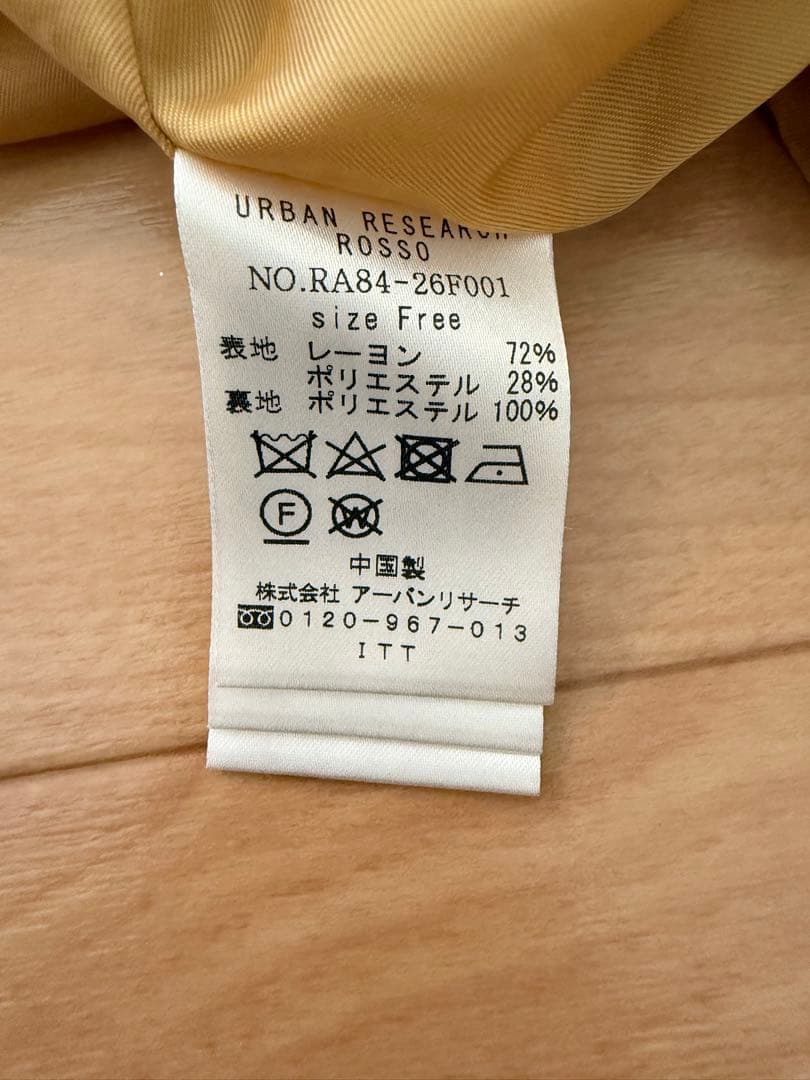 URBAN RESEARCH
ROSSO
NO.RA84-26F001
size Free
表地 レーヨン 72%
ポリエステル 28%
裏地 ポリエステル 100%
F
W
中国製
株式会社 アーバンリサーチ
0120-967-013
ITT